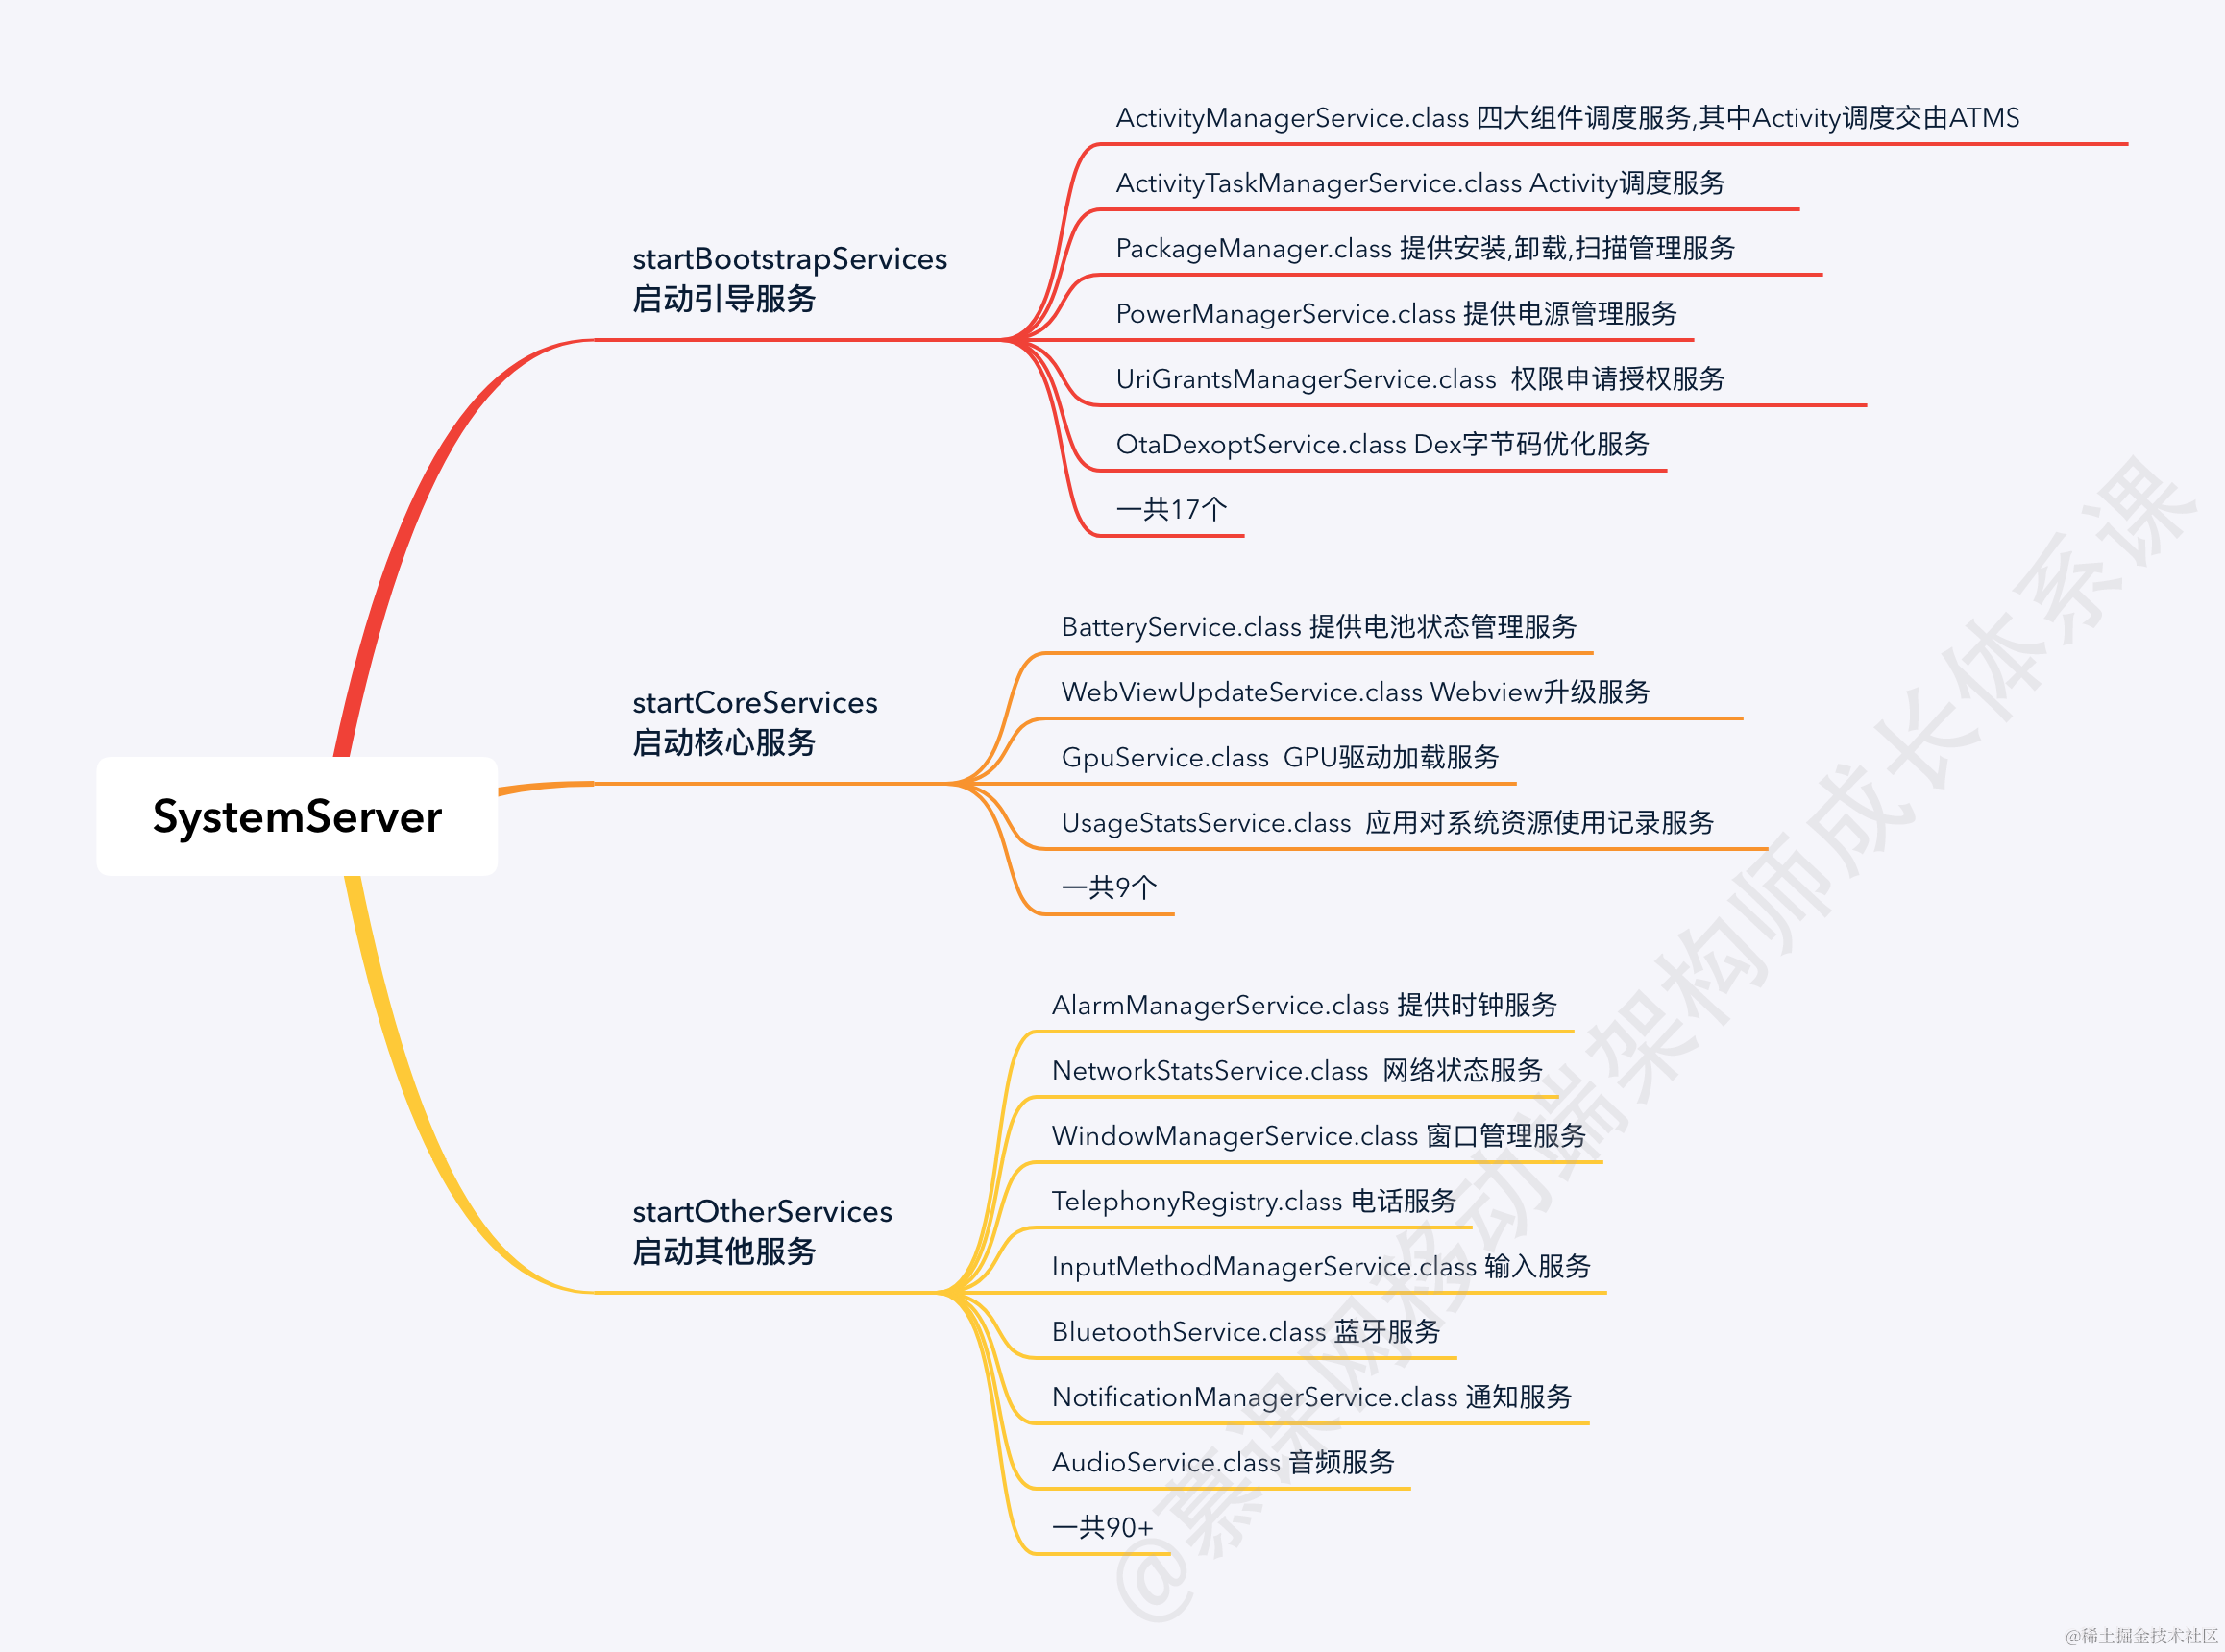 SystemServer
startBootstrapServices
启动引导服务
ActivityManagerService.class 四大组件调度服务,其中Activity调度交由ATMS
ActivityTaskManagerService.class Activity调度服务
PackageManager.class 提供安装,卸载,扫描管理服务
PowerManagerService.class 提供电源管理服务
UriGrantsManagerService.class  权限申请授权服务
OtaDexoptService.class Dex字节码优化服务
一共17个
startCoreServices
启动核心服务
BatteryService.class 提供电池状态管理服务
WebViewUpdateService.class Webview升级服务
GpuService.class  GPU驱动加载服务
UsageStatsService.class  应用对系统资源使用记录服务
一共9个
startOtherServices
启动其他服务
AlarmManagerService.class 提供时钟服务
NetworkStatsService.class  网络状态服务
WindowManagerService.class 窗口管理服务
TelephonyRegistry.class 电话服务
InputMethodManagerService.class 输入服务
BluetoothService.class 蓝牙服务
NotificationManagerService.class 通知服务
AudioService.class 音频服务
一共90+
@慕课网移动端架构师成长体系课
@稀土掘金技术社区